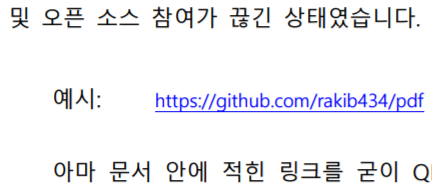 및 오픈 소스 참여가 끊긴 상태였습니다.
예시: https://github.com/rakib434/pdf
아마 문서 안에 적힌 링크를 굳이